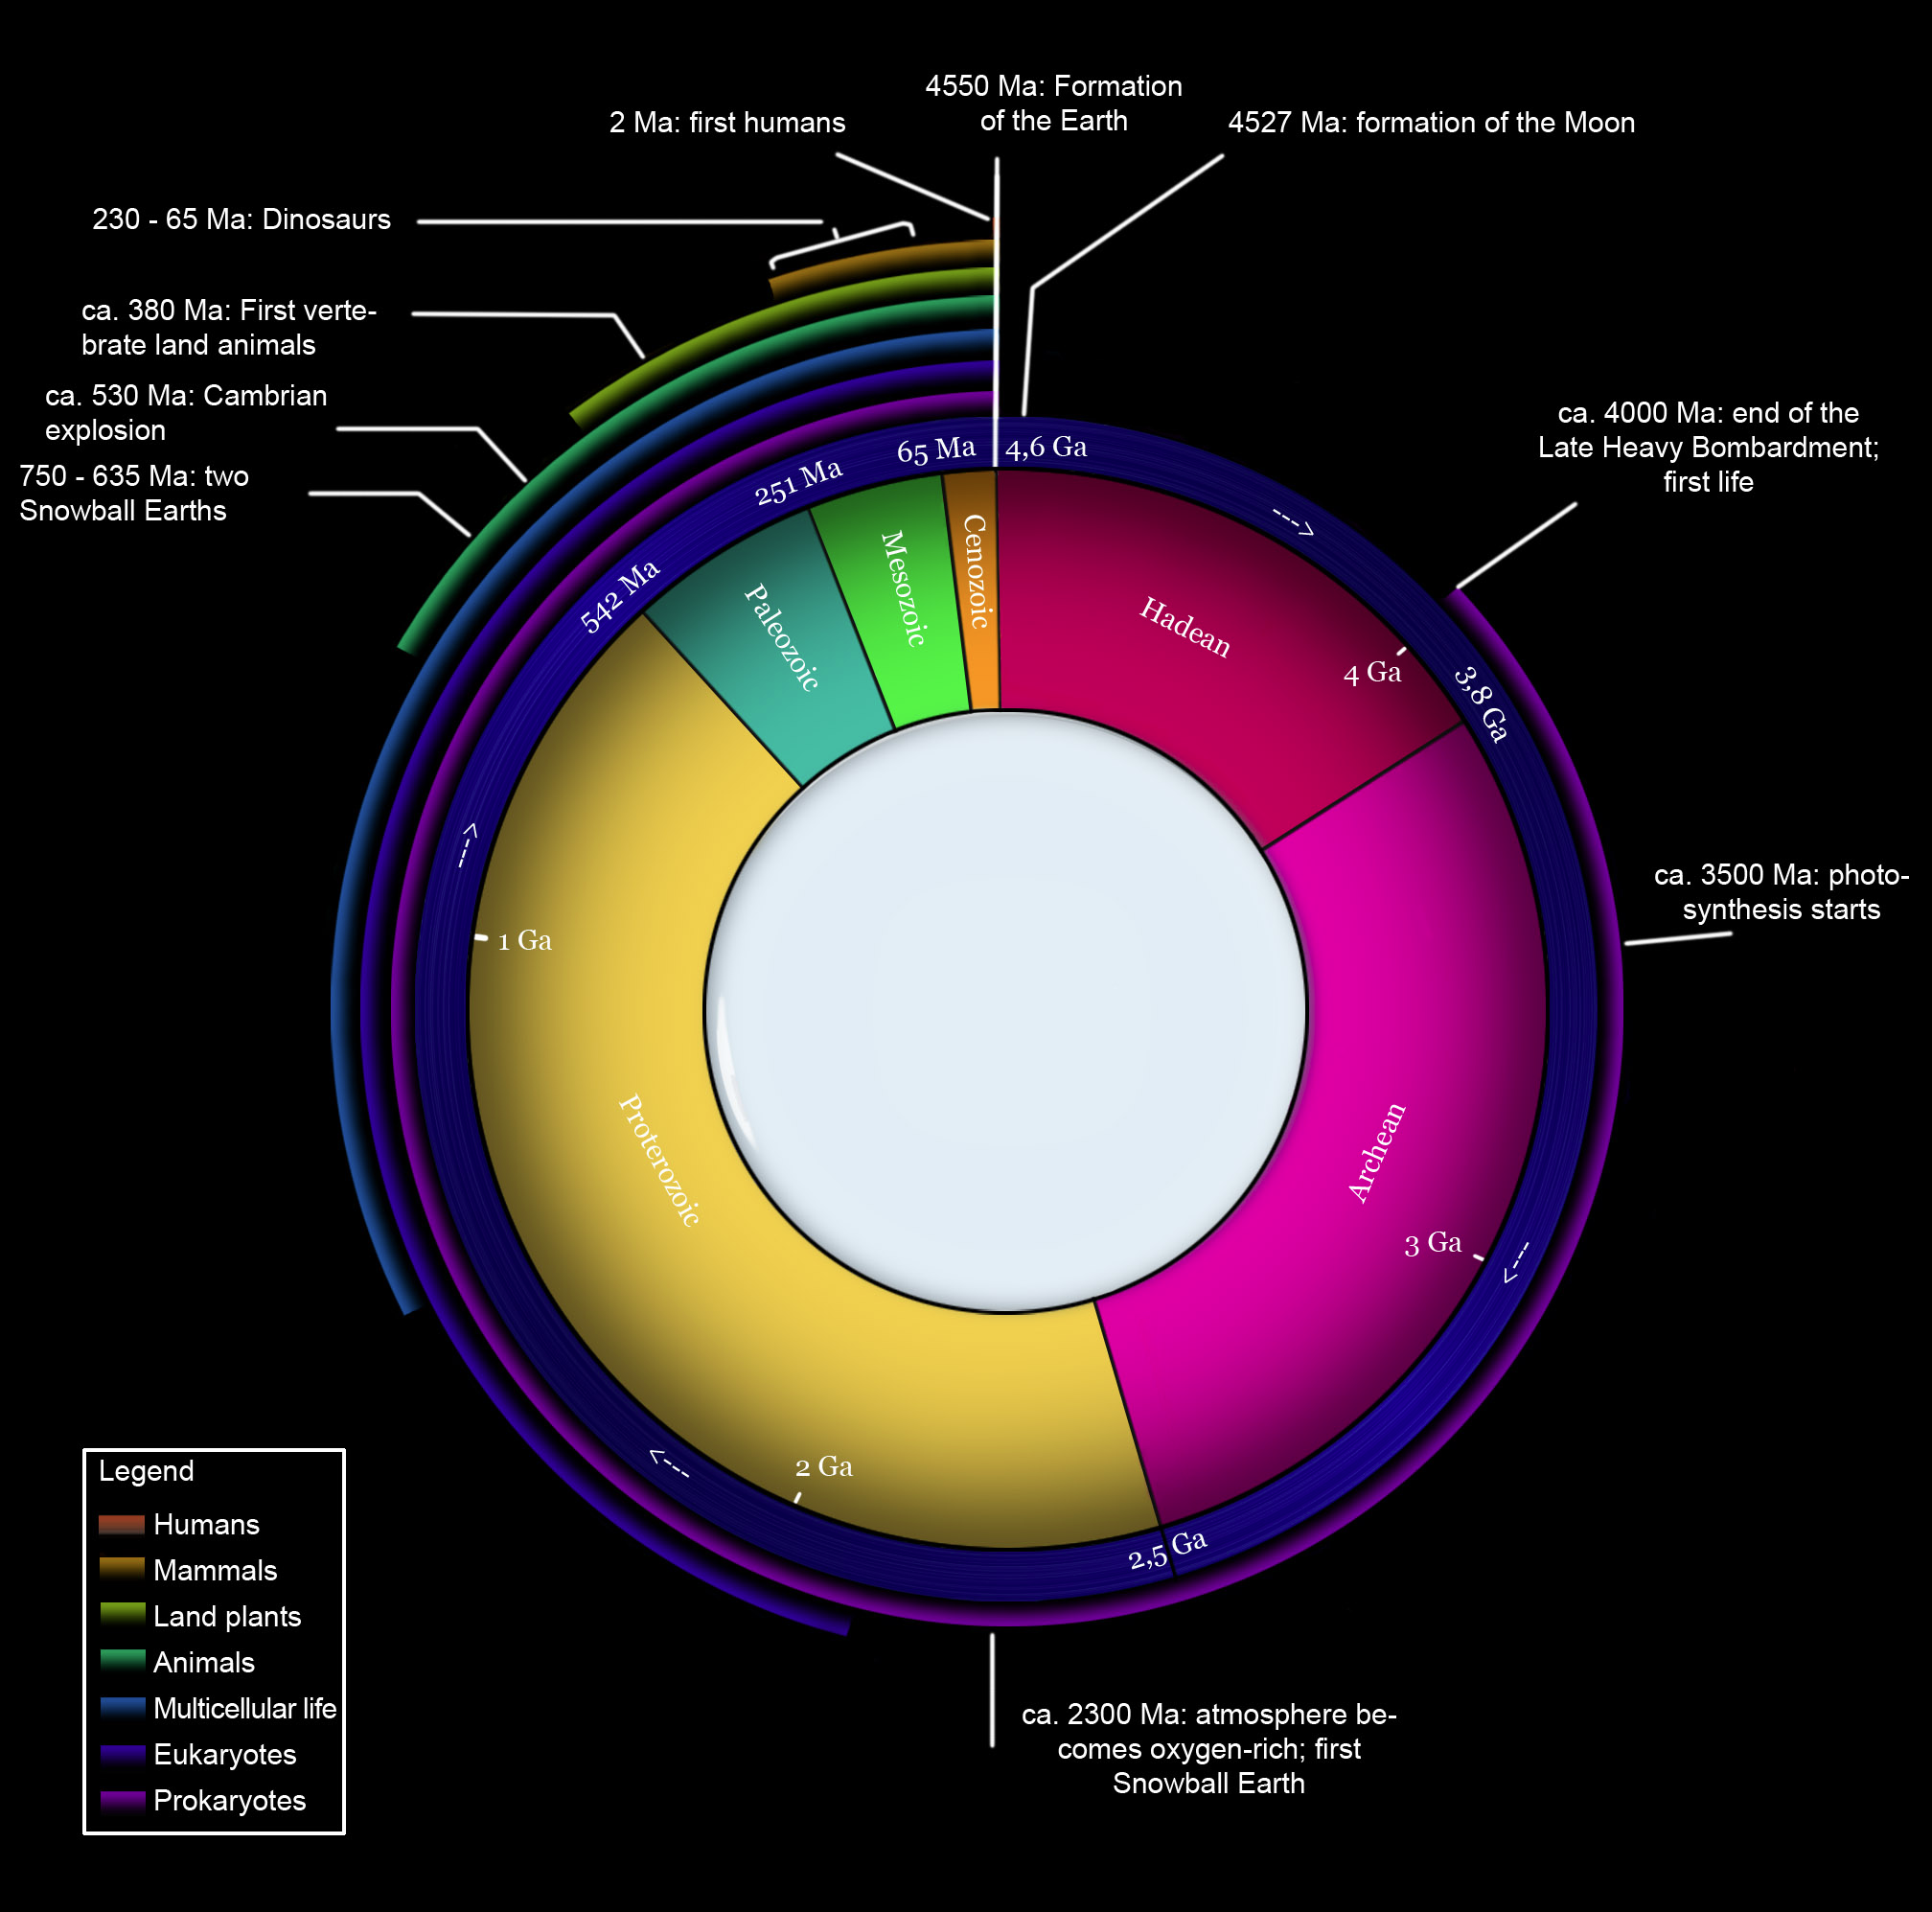 4550 Ma: Formation
of the Earth
2 Ma: first humans
4527 Ma: formation of the Moon
230 - 65 Ma: Dinosaurs
ca. 380 Ma: First verte-
brate land animals
ca. 530 Ma: Cambrian
explosion
750 - 635 Ma: two
Snowball Earths
ca. 4000 Ma: end of the
Late Heavy Bombardment;
first life
ca. 3500 Ma: photo-
synthesis starts
ca. 2300 Ma: atmosphere be-
comes oxygen-rich; first
Snowball Earth
4,6 Ga
3,8 Ga
2,5 Ga
542 Ma
251 Ma
65 Ma
Hadean
4 Ga
Archean
3 Ga
2 Ga
Proterozoic
1 Ga
Paleozoic
Mesozoic
Cenozoic
Legend
Humans
Mammals
Land plants
Animals
Multicellular life
Eukaryotes
Prokaryotes